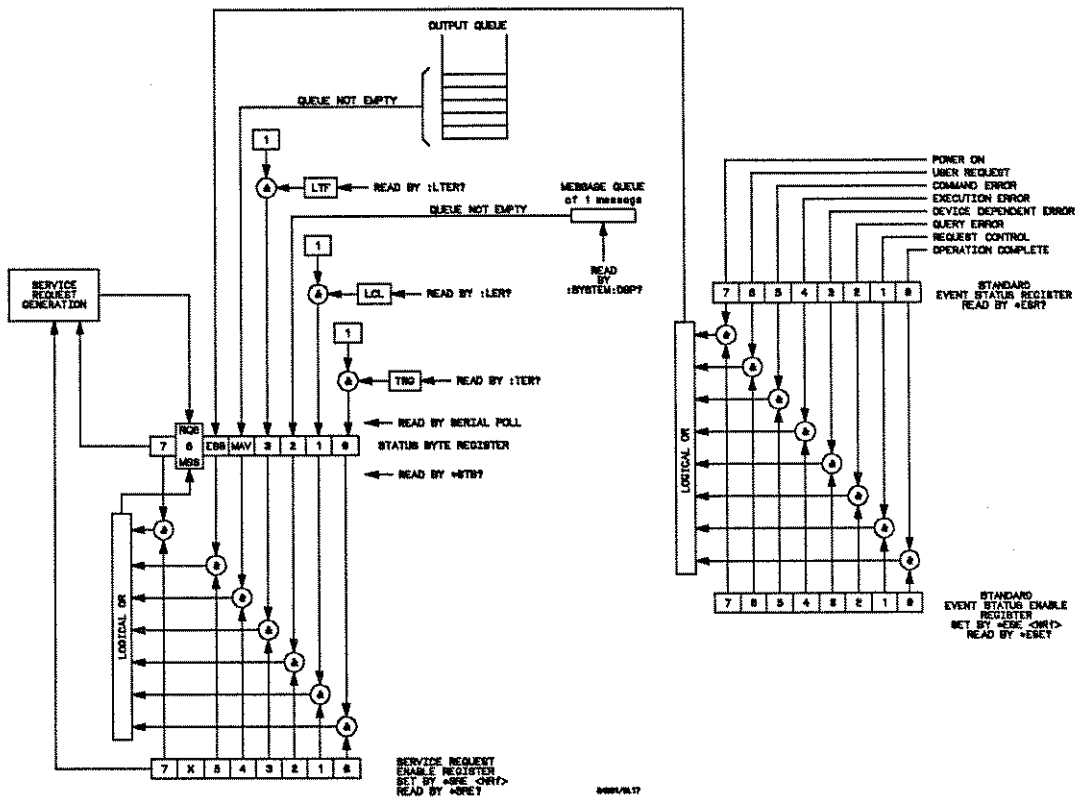 OUTPUT QUEUE
QUEUE NOT EMPTY
1
&
LTF
READ BY :LTER?
MESSAGE QUEUE
of 1 message
QUEUE NOT EMPTY
READ
BY
:SYSTEM:DSP?
1
&
LCL
READ BY :LER?
1
&
TRG
READ BY :TER?
POWER ON
USER REQUEST
COMMAND ERROR
EXECUTION ERROR
DEVICE DEPENDENT ERROR
QUERY ERROR
REQUEST CONTROL
OPERATION COMPLETE
7 6 5 4 3 2 1 0
STANDARD
EVENT STATUS REGISTER
READ BY *ESR?
& & & & & & & &
LOGICAL OR
7 6 5 4 3 2 1 0
STANDARD
EVENT STATUS ENABLE
REGISTER
SET BY *ESE <NRf>
READ BY *ESE?
SERVICE
REQUEST
GENERATION
READ BY SERIAL POLL
RQS
7 6 ESB MAV 3 2 1 0
MSS
STATUS BYTE REGISTER
READ BY *STB?
& & & & & & &
LOGICAL OR
7 X 5 4 3 2 1 0
SERVICE REQUEST
ENABLE REGISTER
SET BY *SRE <NRf>
READ BY *SRE?